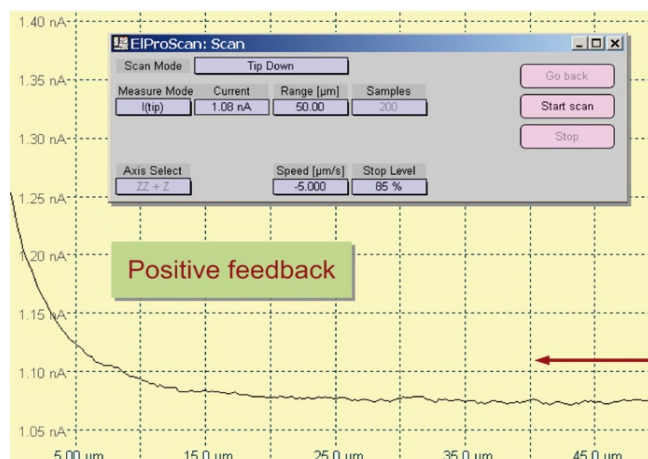 1.40 nA
ElProScan: Scan
Scan Mode Tip Down
Go back
1.35 nA
Measure Mode Current Range [µm] Samples
I(tip) 1.08 nA 50.00 200
Start scan
1.30 nA
Stop
Axis Select Speed [µm/s] Stop Level
ZZ + Z -5.000 85 %
1.25 nA
1.20 nA
Positive feedback
1.15 nA
1.10 nA
1.05 nA
5.00 µm 15.0 µm 25.0 µm 35.0 µm 45.0 µm